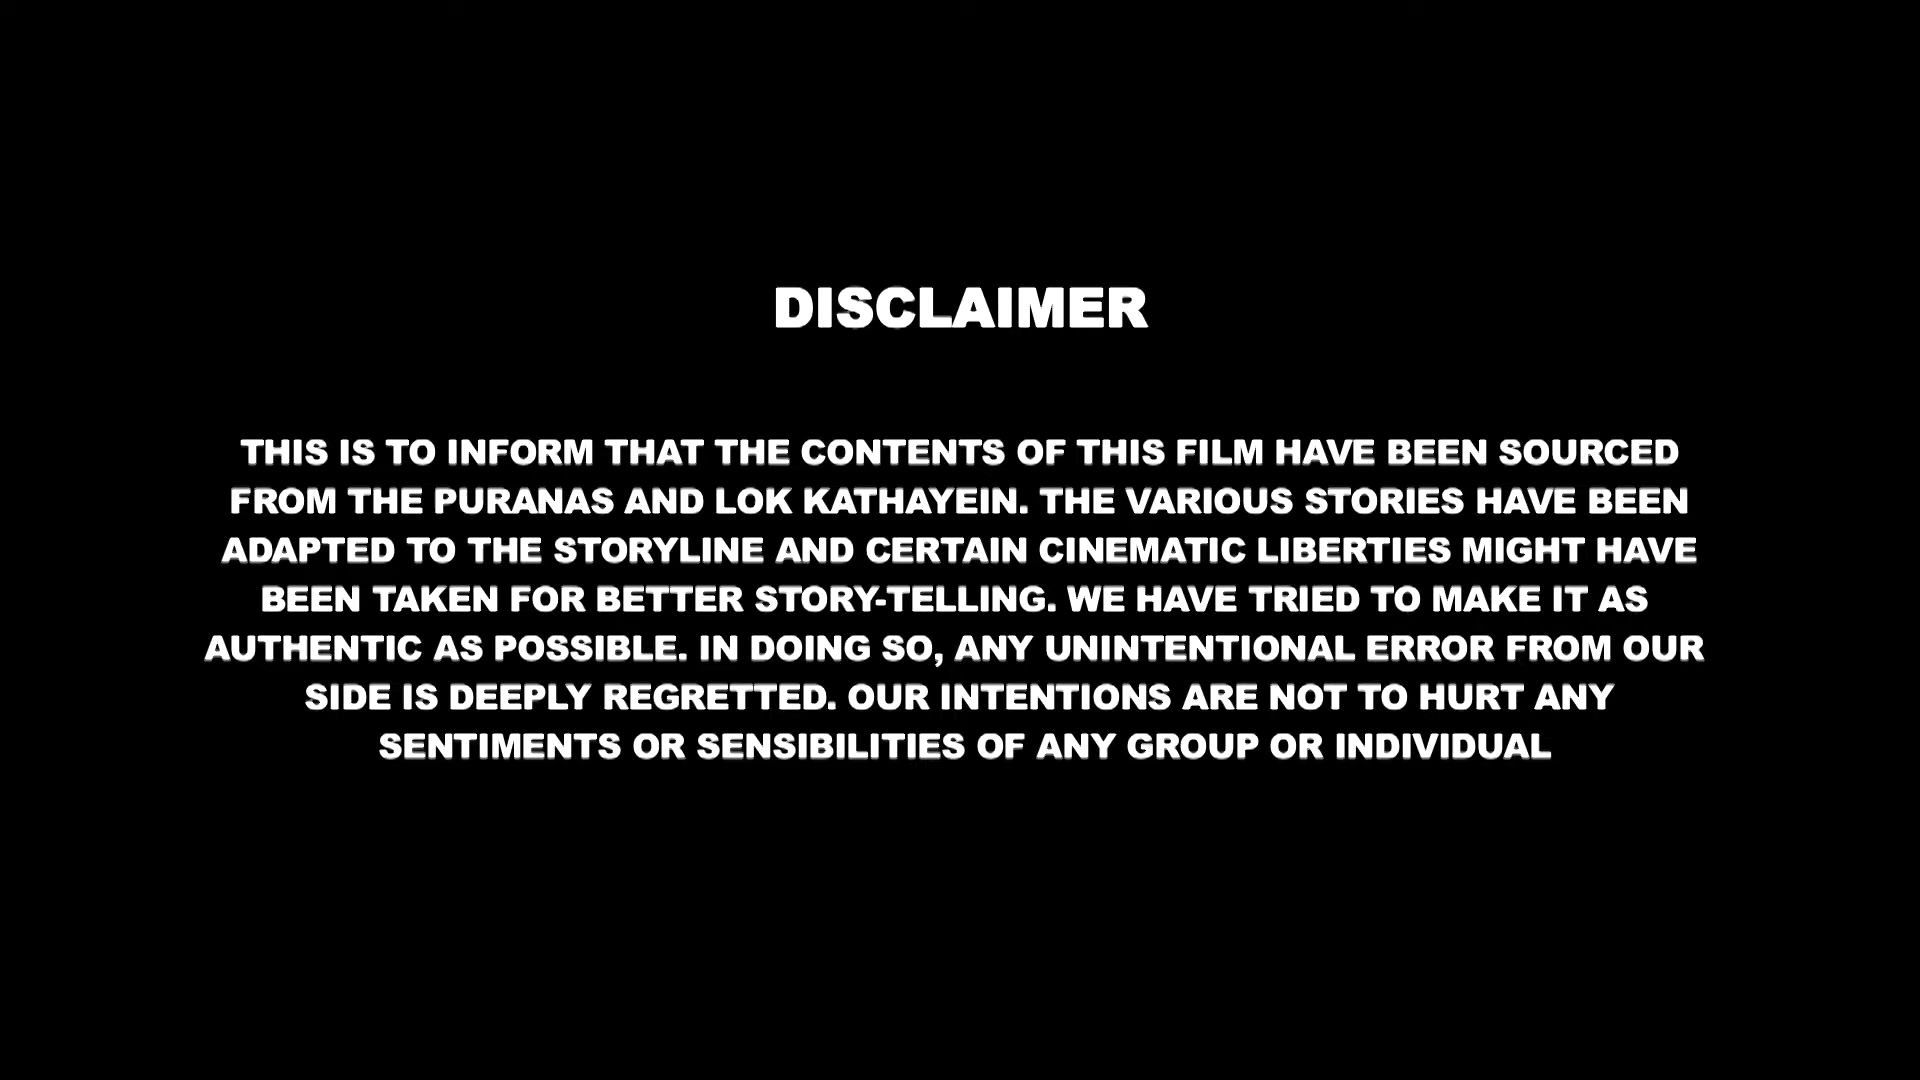 DISCLAIMER
THIS IS TO INFORM THAT THE CONTENTS OF THIS FILM HAVE BEEN SOURCED
FROM THE PURANAS AND LOK KATHAYEIN. THE VARIOUS STORIES HAVE BEEN
ADAPTED TO THE STORYLINE AND CERTAIN CINEMATIC LIBERTIES MIGHT HAVE
BEEN TAKEN FOR BETTER STORY-TELLING. WE HAVE TRIED TO MAKE IT AS
AUTHENTIC AS POSSIBLE. IN DOING SO, ANY UNINTENTIONAL ERROR FROM OUR
SIDE IS DEEPLY REGRETTED. OUR INTENTIONS ARE NOT TO HURT ANY
SENTIMENTS OR SENSIBILITIES OF ANY GROUP OR INDIVIDUAL